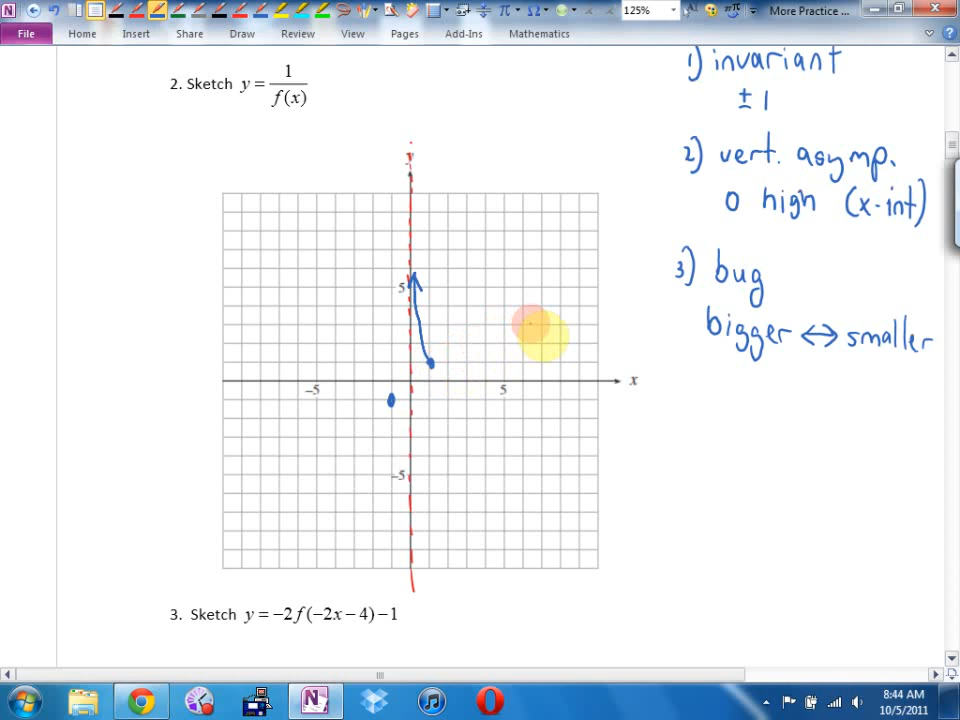 125%
More Practice ...
File Home Insert Share Draw Review View Pages Add-Ins Mathematics
2. Sketch y = 1/f(x)
1) invariant
± 1
2) vert. asymp.
0 high (x-int)
3) bug
bigger ↔ smaller
y
5
-5 5 x
-5
3. Sketch y = −2f(−2x − 4) − 1
8:44 AM
10/5/2011